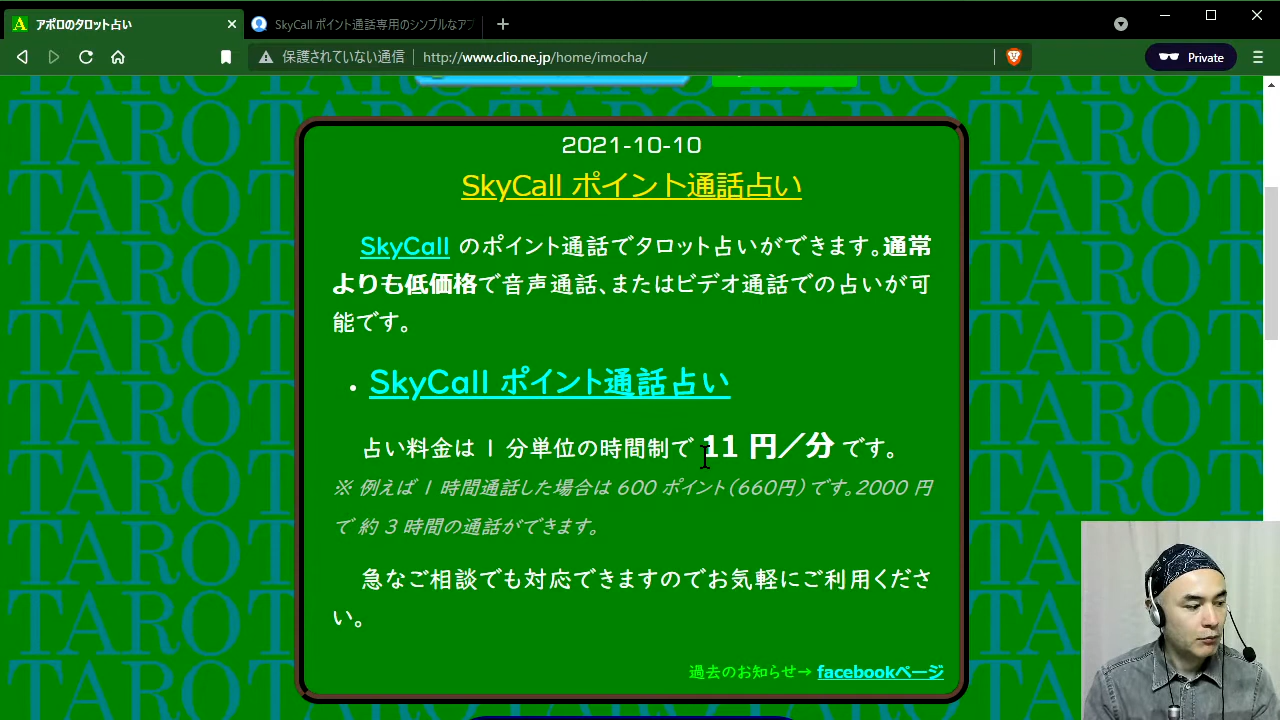 アポロのタロット占い
SkyCall ポイント通話専用のシンプルなアプ
保護されていない通信
http://www.clio.ne.jp/home/imocha/
Private
2021-10-10
SkyCall ポイント通話占い
SkyCall のポイント通話でタロット占いができます。通常
よりも低価格で音声通話、またはビデオ通話での占いが可
能です。
• SkyCall ポイント通話占い
占い料金は 1 分単位の時間制で 11 円／分 です。
※ 例えば 1 時間通話した場合は 600 ポイント（660円）です。2000 円
で 約 3 時間の通話ができます。
急なご相談でも対応できますのでお気軽にご利用くださ
い。
過去のお知らせ→ facebookページ
TAROT